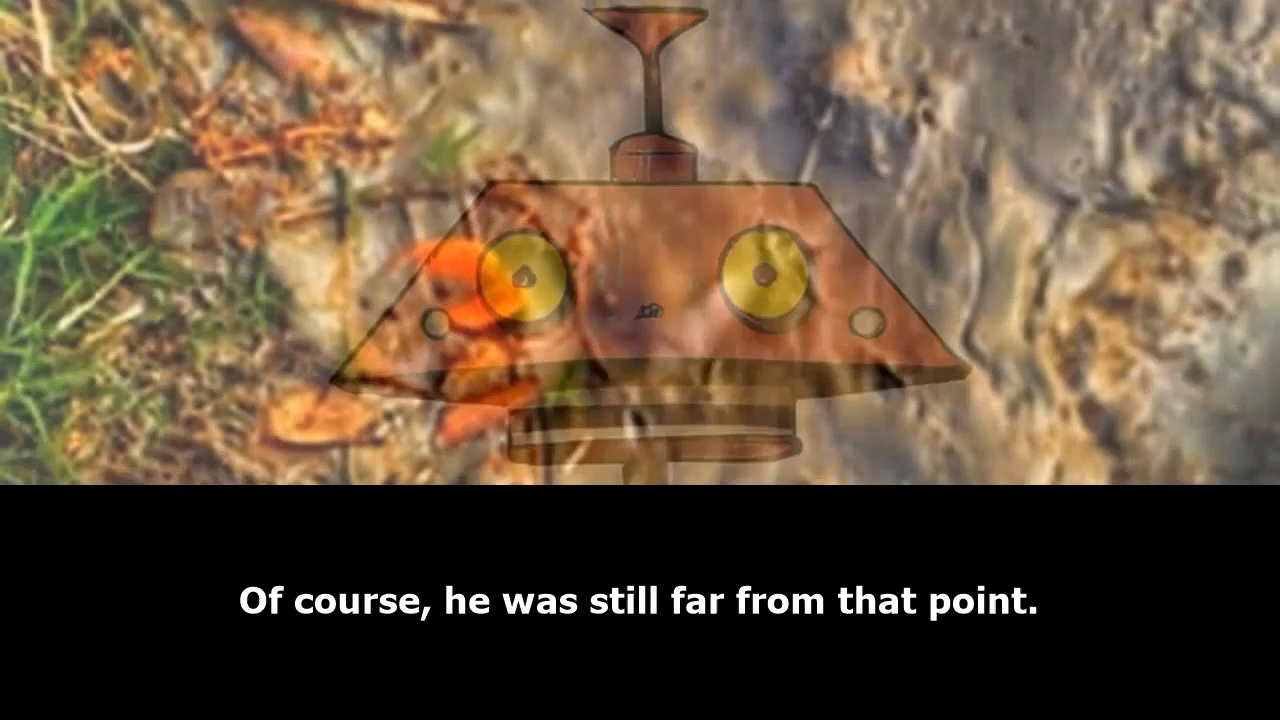 Of course, he was still far from that point.